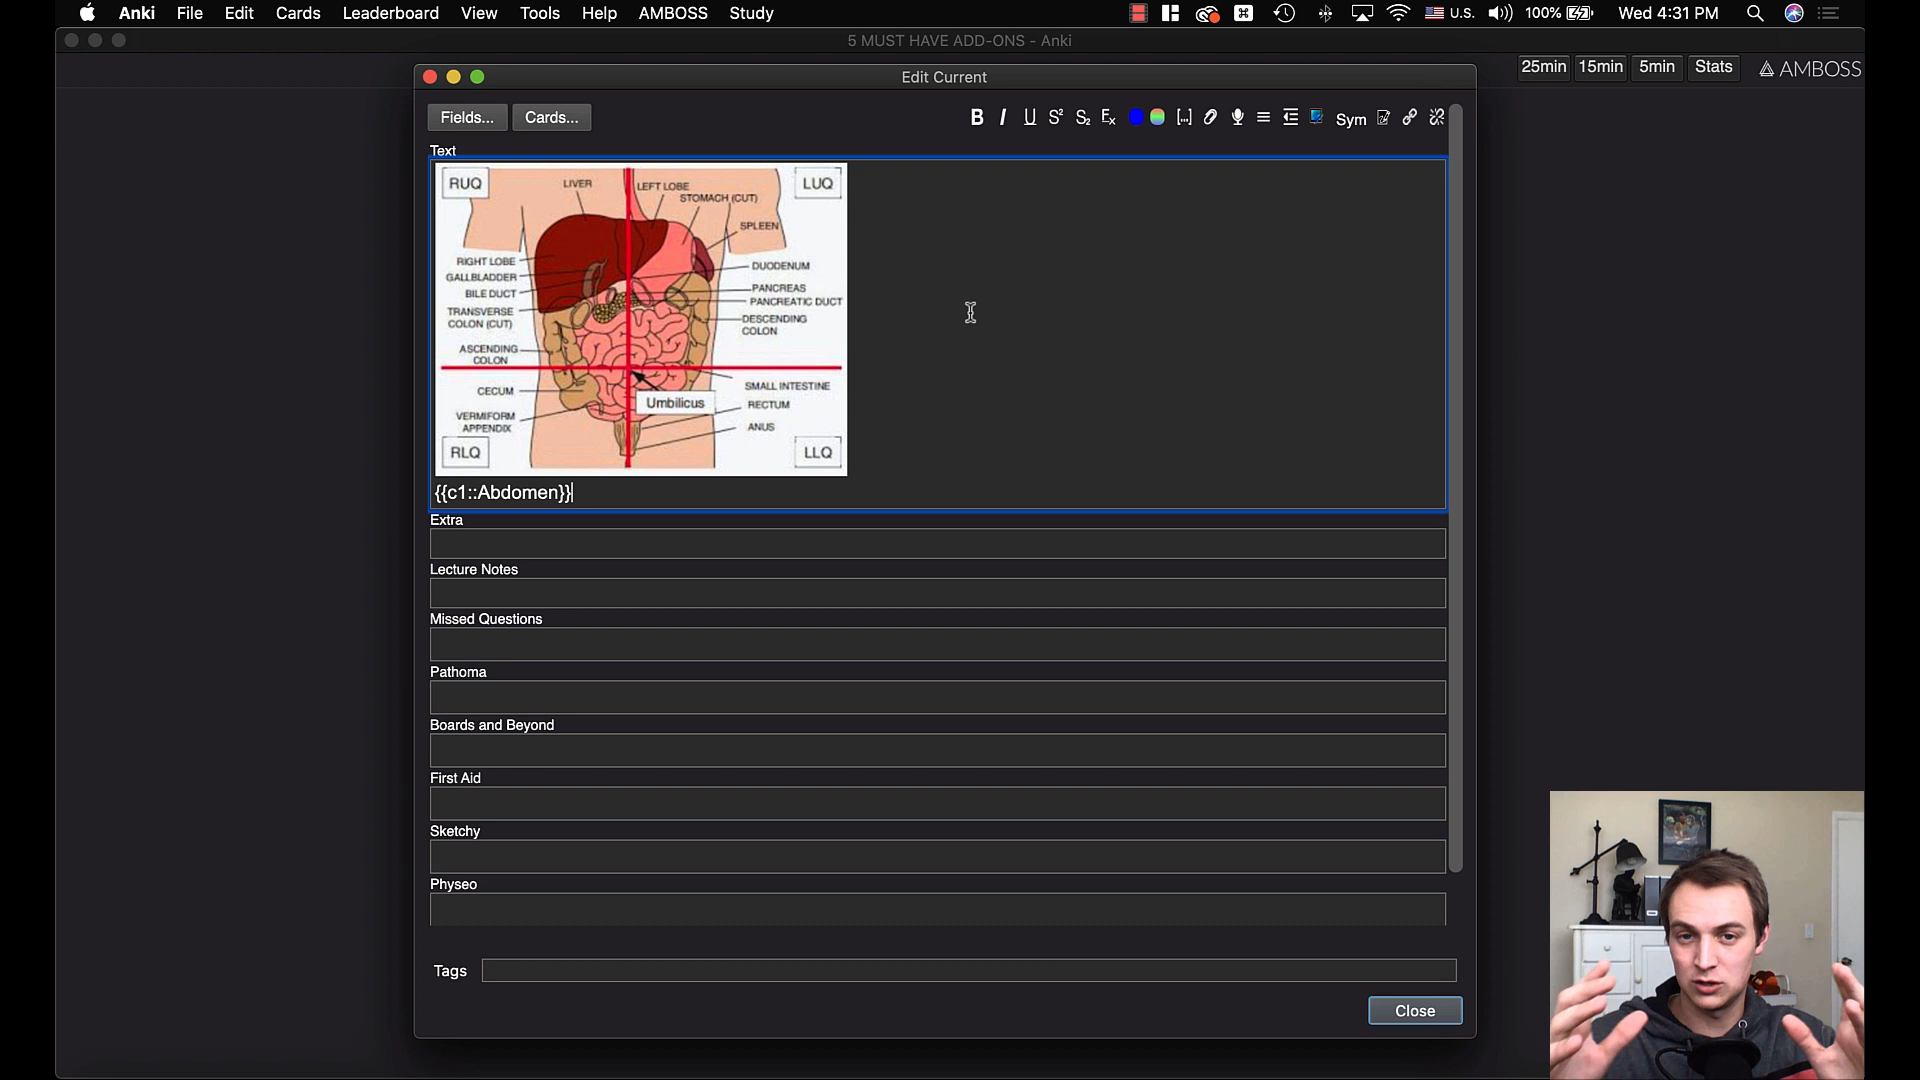 Anki File Edit Cards Leaderboard View Tools Help AMBOSS Study U.S. 100% Wed 4:31 PM
5 MUST HAVE ADD-ONS - Anki
25min 15min 5min Stats AMBOSS
Edit Current
Fields... Cards... B I U S² S₂ Fx [...] Sym
Text
RUQ LIVER LEFT LOBE LUQ
STOMACH (CUT)
SPLEEN
RIGHT LOBE DUODENUM
GALLBLADDER
BILE DUCT PANCREAS
PANCREATIC DUCT
TRANSVERSE DESCENDING
COLON (CUT) COLON
ASCENDING
COLON
CECUM SMALL INTESTINE
Umbilicus RECTUM
VERMIFORM
APPENDIX ANUS
RLQ LLQ
{{c1::Abdomen}}
Extra
Lecture Notes
Missed Questions
Pathoma
Boards and Beyond
First Aid
Sketchy
Physeo
Tags
Close